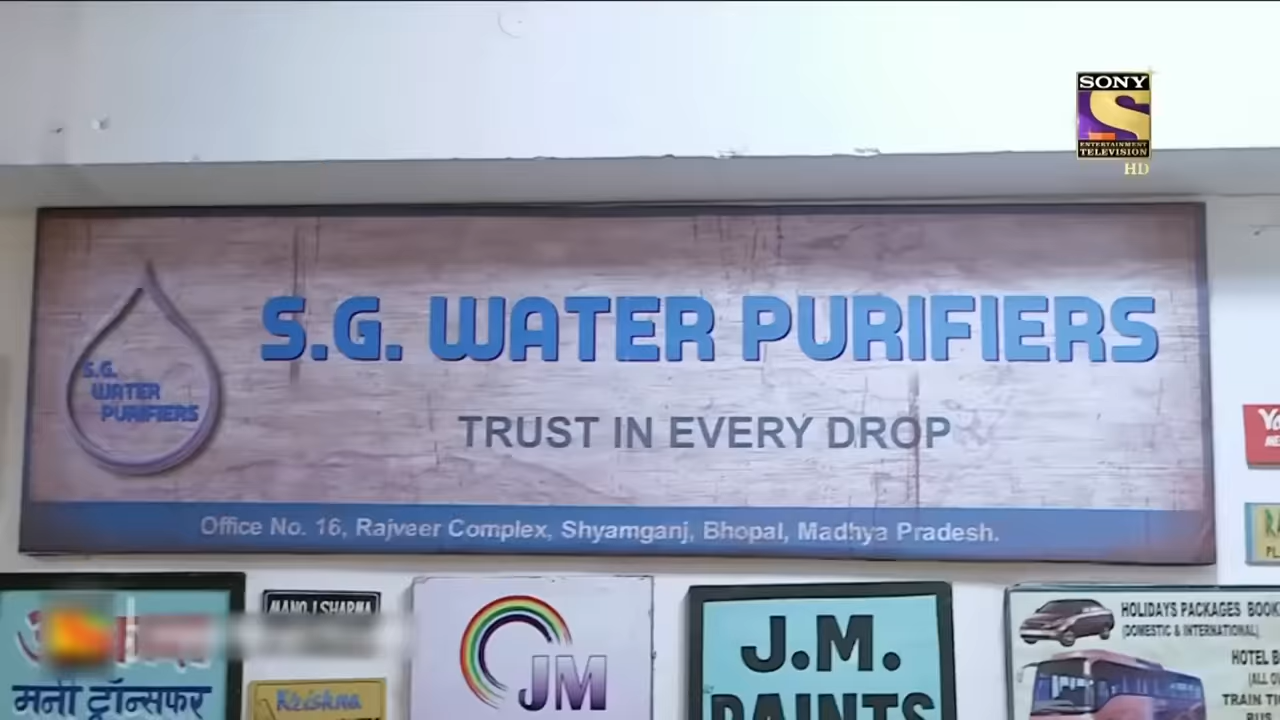 SONY
ENTERTAINMENT
TELEVISION
HD
S.G. WATER PURIFIERS
S.G.
WATER
PURIFIERS
TRUST IN EVERY DROP
Office No. 16, Rajveer Complex, Shyamganj, Bhopal, Madhya Pradesh.
मनी ट्रॉन्सफर
MANOJ SHARMA
Krishna
JM
J.M.
PAINTS
HOLIDAYS PACKAGES
(DOMESTIC & INTERNATIONAL)
HOTEL